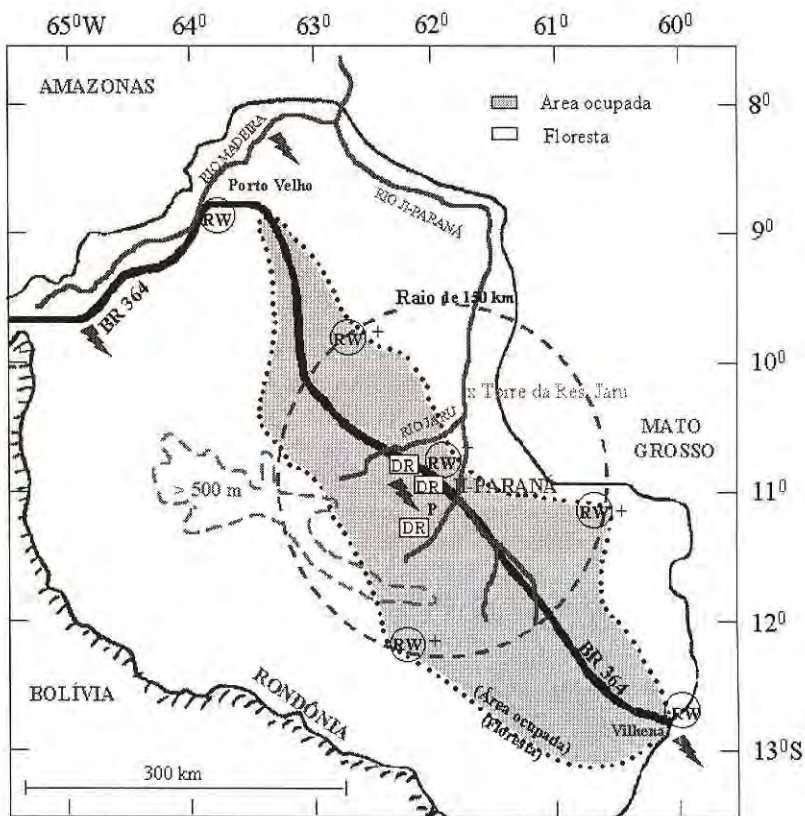 65⁰W 64⁰ 63⁰ 62⁰ 61⁰ 60⁰
AMAZONAS
Area ocupada
Floresta
8⁰
RIO MADEIRA
Porto Velho
RIO JI-PARANÁ
RW
9⁰
BR 364
Raio de 150 km
RW +
10⁰
x Torre da Res. Jaru
MATO
GROSSO
RIO JARU
RW
DR
> 500 m
DR
JI-PARANÁ
11⁰
P
RW +
DR
12⁰
RW +
BR 364
BOLÍVIA
RONDÔNIA
(Área ocupada)
(Floresta)
RW
Vilhena
13⁰S
300 km